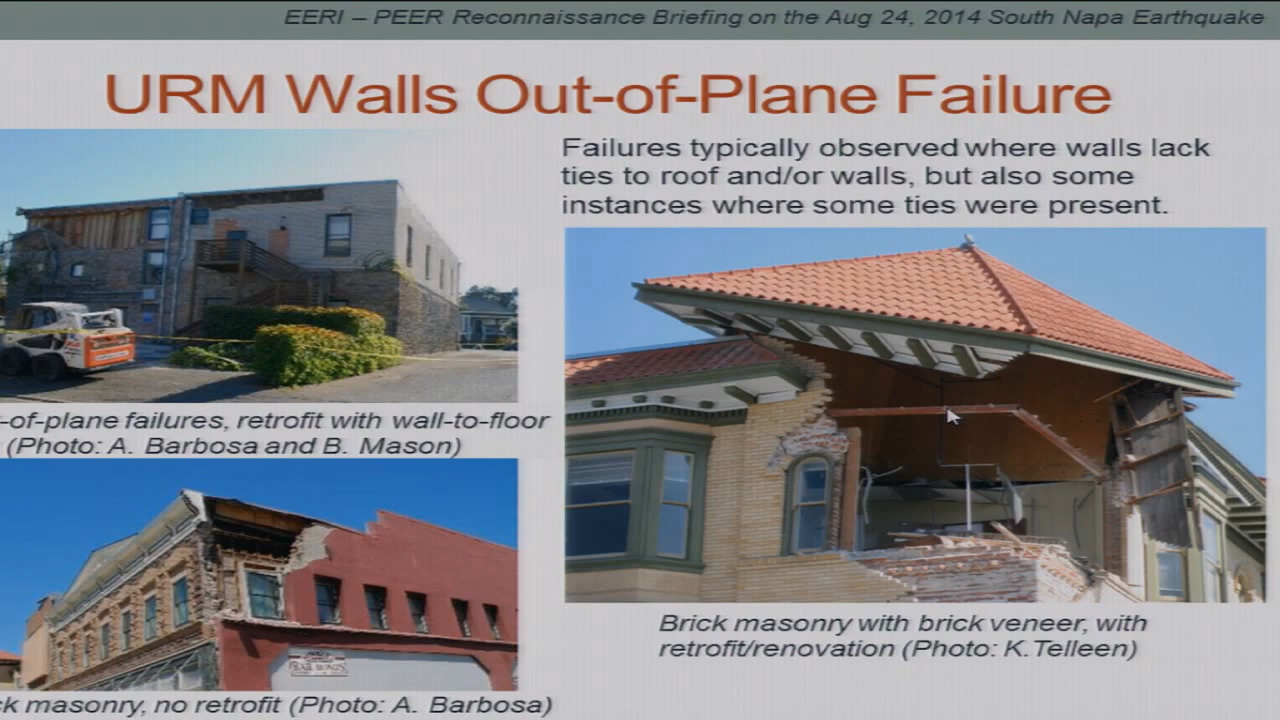 EERI – PEER Reconnaissance Briefing on the Aug 24, 2014 South Napa Earthquake
URM Walls Out-of-Plane Failure
Failures typically observed where walls lack
ties to roof and/or walls, but also some
instances where some ties were present.
-of-plane failures, retrofit with wall-to-floor
(Photo: A. Barbosa and B. Mason)
ck masonry, no retrofit (Photo: A. Barbosa)
Brick masonry with brick veneer, with
retrofit/renovation (Photo: K. Telleen)